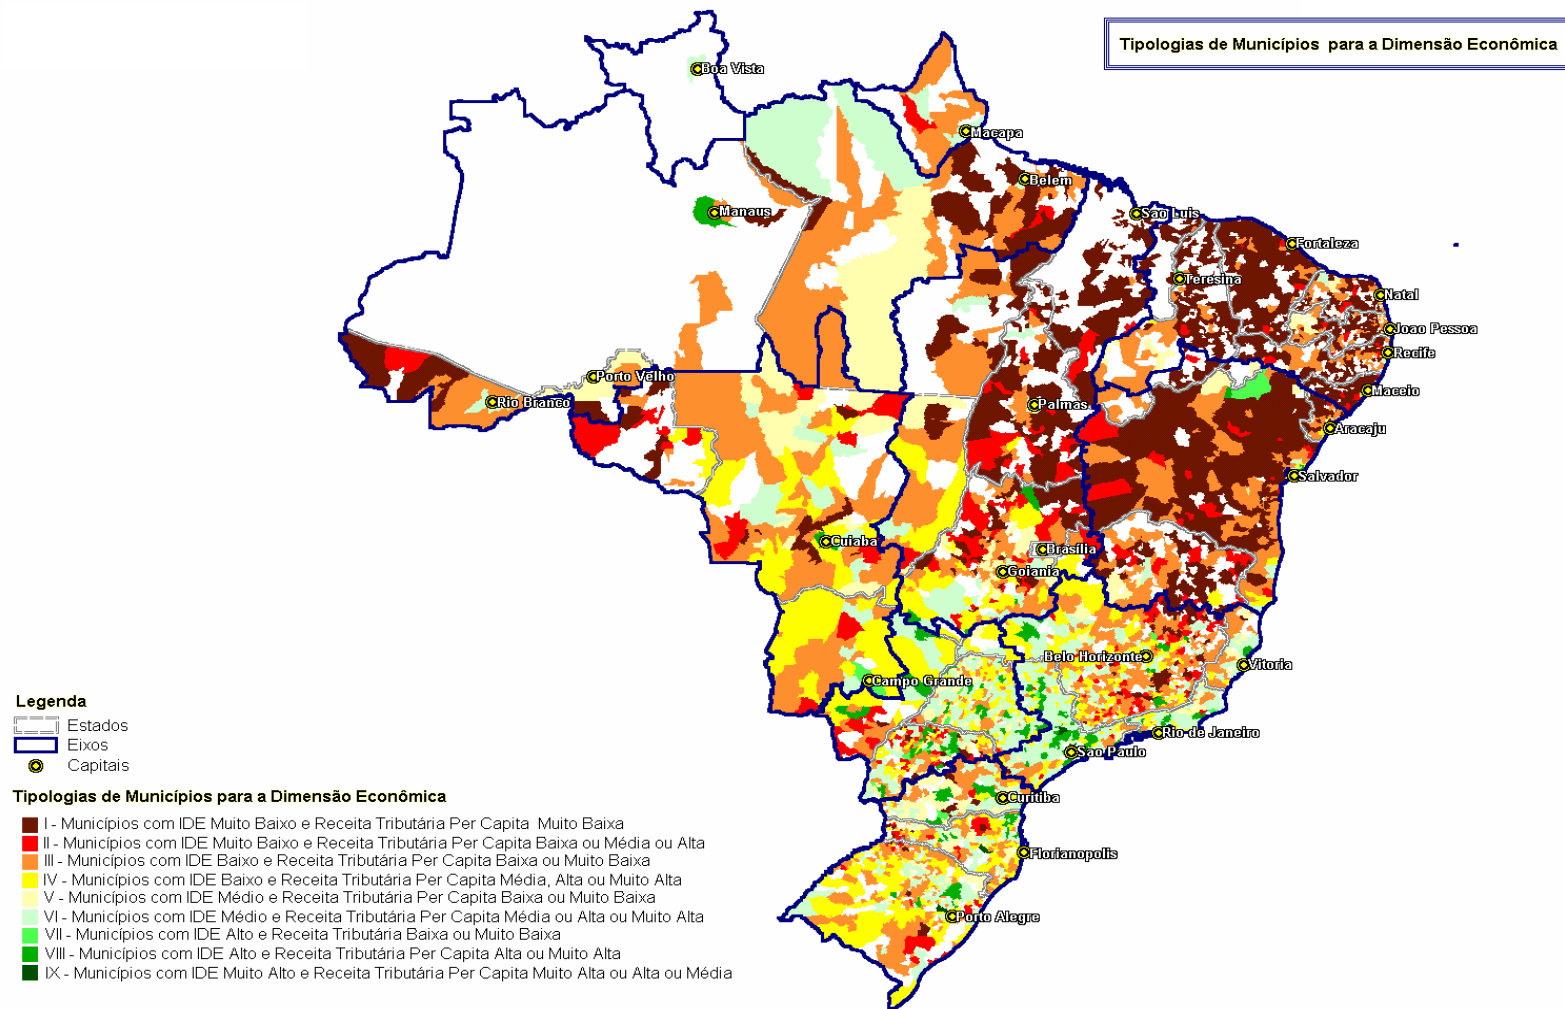 Tipologias de Municípios para a Dimensão Econômica
Boa Vista
Macapa
Belem
Manaus
Sao Luis
Fortaleza
Teresina
Natal
Joao Pessoa
Recife
Porto Velho
Maceio
Rio Branco
Palmas
Aracaju
Salvador
Cuiaba
Brasília
Goiania
Belo Horizonte
Vitoria
Campo Grande
Rio de Janeiro
Sao Paulo
Curitiba
Florianopolis
Porto Alegre
Legenda
Estados
Eixos
Capitais
Tipologias de Municípios para a Dimensão Econômica
I - Municípios com IDE Muito Baixo e Receita Tributária Per Capita Muito Baixa
II - Municípios com IDE Muito Baixo e Receita Tributária Per Capita Baixa ou Média ou Alta
III - Municípios com IDE Baixo e Receita Tributária Per Capita Baixa ou Muito Baixa
IV - Municípios com IDE Baixo e Receita Tributária Per Capita Média, Alta ou Muito Alta
V - Municípios com IDE Médio e Receita Tributária Per Capita Baixa ou Muito Baixa
VI - Municípios com IDE Médio e Receita Tributária Per Capita Média ou Alta ou Muito Alta
VII - Municípios com IDE Alto e Receita Tributária Baixa ou Muito Baixa
VIII - Municípios com IDE Alto e Receita Tributária Per Capita Alta ou Muito Alta
IX - Municípios com IDE Muito Alto e Receita Tributária Per Capita Muito Alta ou Alta ou Média